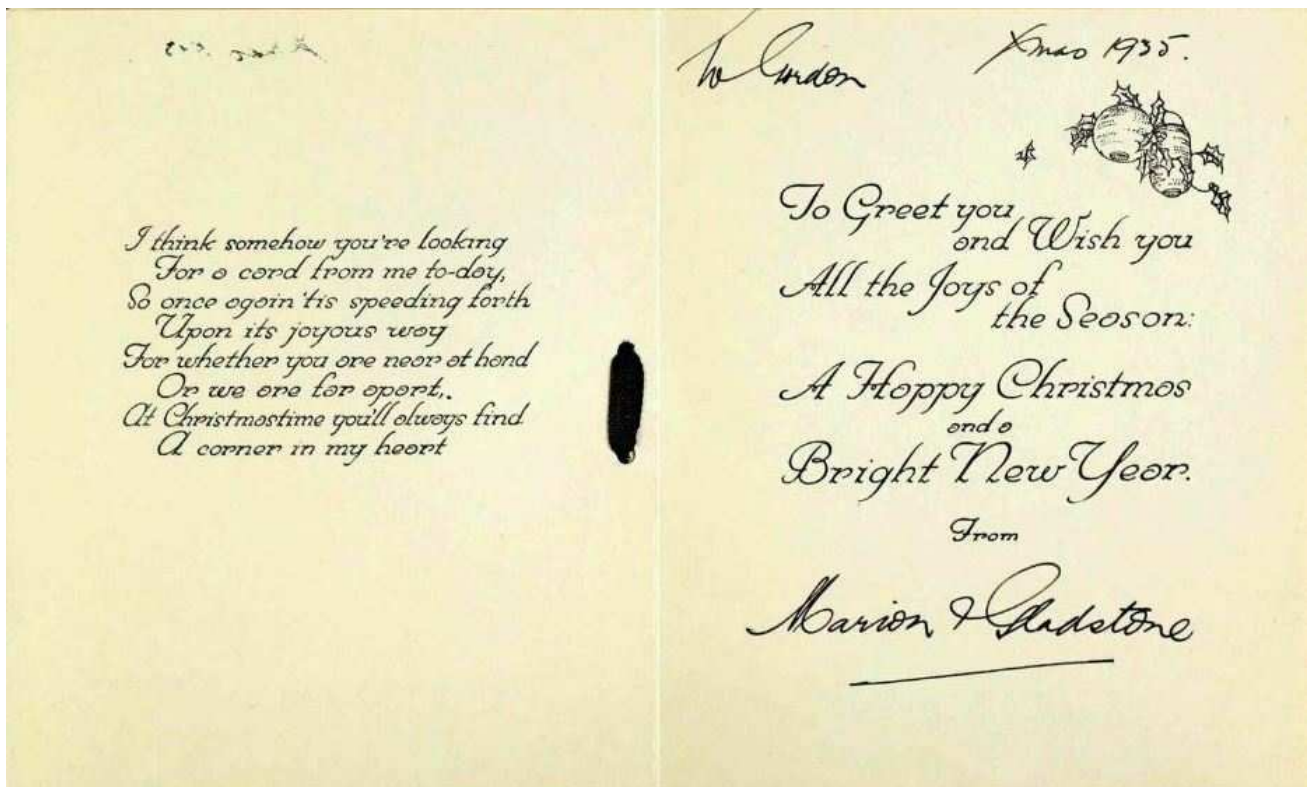 I think somehow you're looking
For a card from me to-day,
So once again 'tis speeding forth
Upon its joyous way
For whether you are near at hand
Or we are far apart,.
At Christmastime you'll always find
A corner in my heart
To Gordon
Xmas 1935.
To Greet you
and Wish you
All the Joys of
the Season:
A Happy Christmas
and a
Bright New Year.
From
Marion & Gladstone